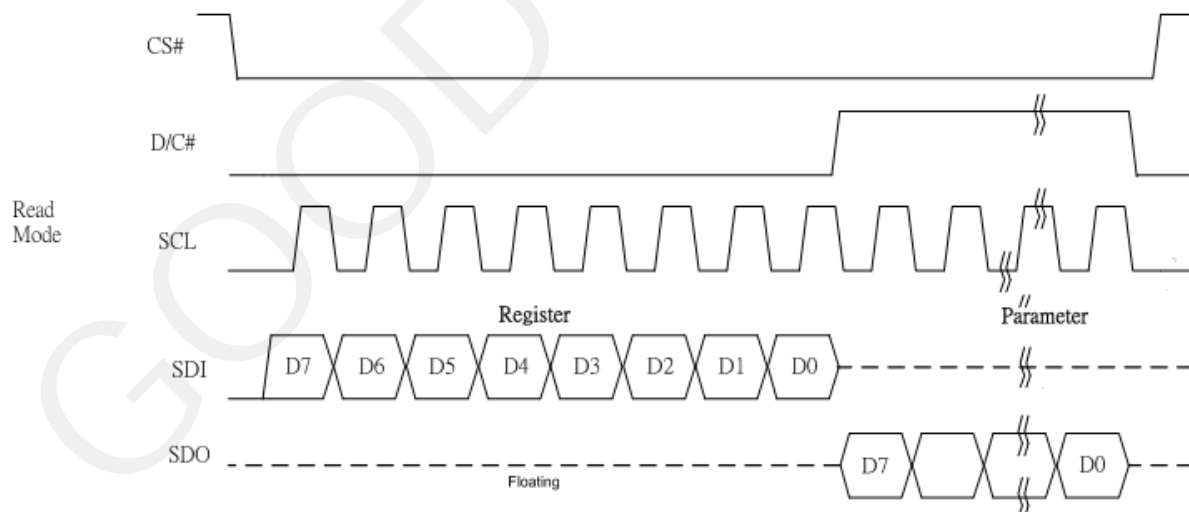 CS#
D/C#
Read
Mode
SCL
Register
Parameter
SDI
D7 D6 D5 D4 D3 D2 D1 D0
SDO
Floating
D7 D0
GOOD